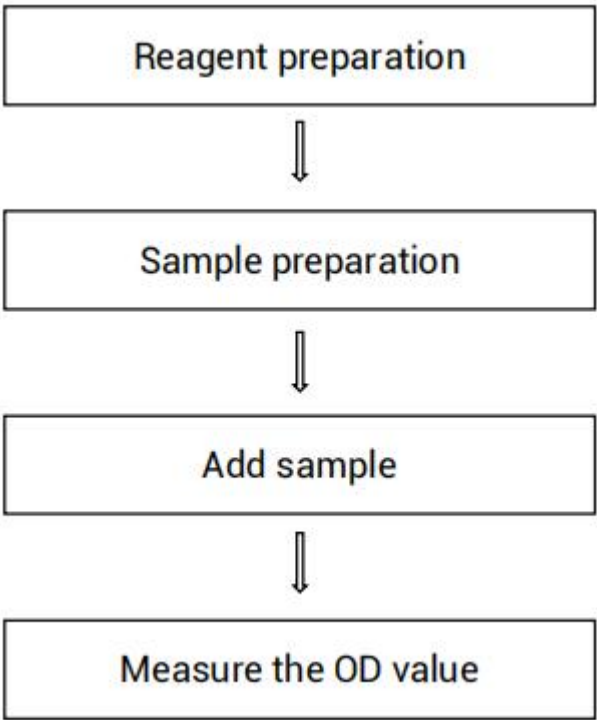 Reagent preparation
Sample preparation
Add sample
Measure the OD value